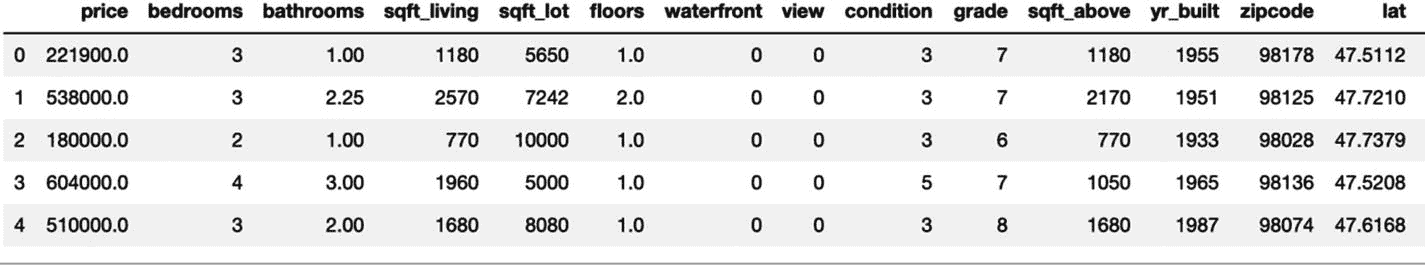 price bedrooms bathrooms sqft_living sqft_lot floors waterfront view condition grade sqft_above yr_built zipcode lat
0 221900.0 3 1.00 1180 5650 1.0 0 0 3 7 1180 1955 98178 47.5112
1 538000.0 3 2.25 2570 7242 2.0 0 0 3 7 2170 1951 98125 47.7210
2 180000.0 2 1.00 770 10000 1.0 0 0 3 6 770 1933 98028 47.7379
3 604000.0 4 3.00 1960 5000 1.0 0 0 5 7 1050 1965 98136 47.5208
4 510000.0 3 2.00 1680 8080 1.0 0 0 3 8 1680 1987 98074 47.6168